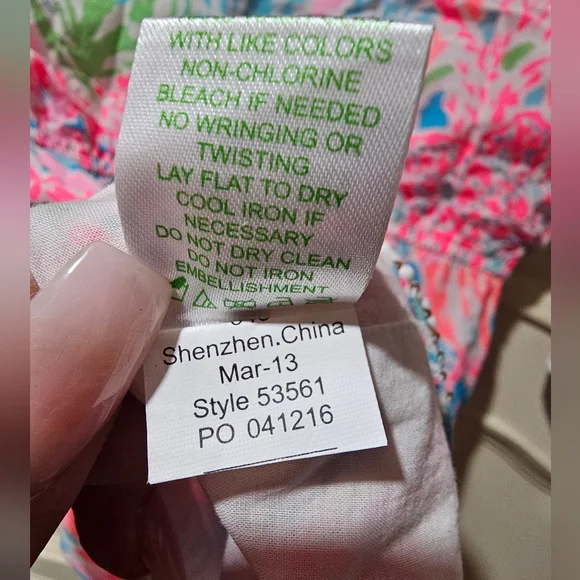 WITH LIKE COLORS
NON-CHLORINE
BLEACH IF NEEDED
NO WRINGING OR
TWISTING
LAY FLAT TO DRY
COOL IRON IF
NECESSARY
DO NOT DRY CLEAN
DO NOT IRON
EMBELLISHMENT
Shenzhen.China
Mar-13
Style 53561
PO 041216